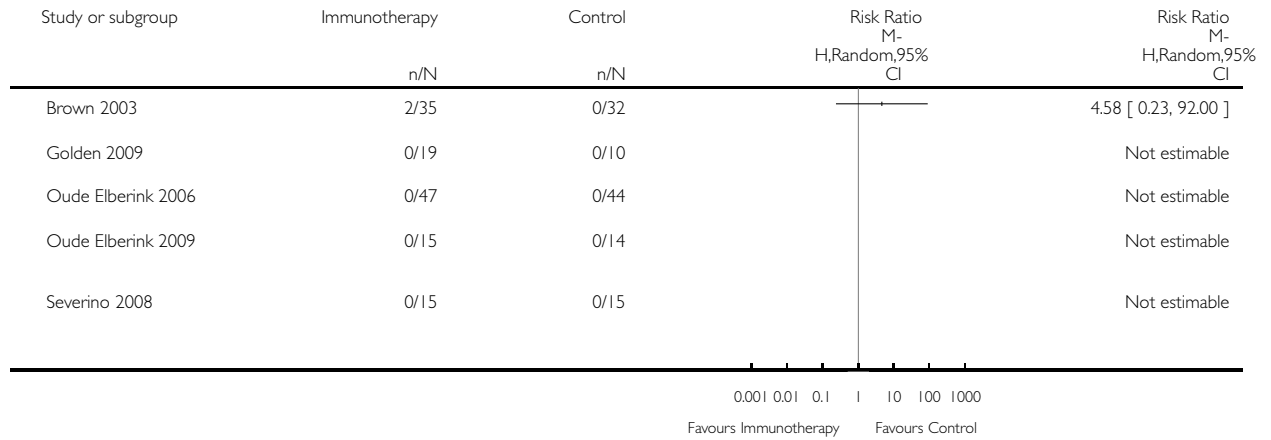 Study or subgroup Immunotherapy Control Risk Ratio Risk Ratio
M- M-
H,Random,95% H,Random,95%
n/N n/N CI CI
Brown 2003 2/35 0/32 4.58 [ 0.23, 92.00 ]
Golden 2009 0/19 0/10 Not estimable
Oude Elberink 2006 0/47 0/44 Not estimable
Oude Elberink 2009 0/15 0/14 Not estimable
Severino 2008 0/15 0/15 Not estimable
0.001 0.01 0.1 1 10 100 1000
Favours Immunotherapy Favours Control